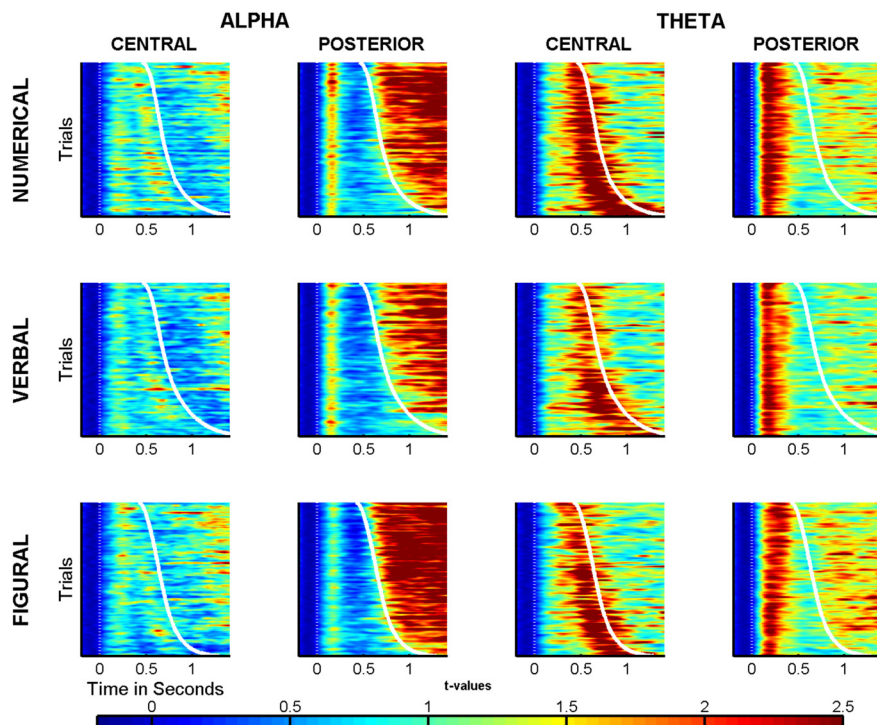 ALPHA THETA
CENTRAL POSTERIOR CENTRAL POSTERIOR
NUMERICAL
Trials
0 0.5 1 0 0.5 1 0 0.5 1 0 0.5 1
VERBAL
Trials
0 0.5 1 0 0.5 1 0 0.5 1 0 0.5 1
FIGURAL
Trials
0 0.5 1 0 0.5 1 0 0.5 1 0 0.5 1
Time in Seconds t-values
0 0.5 1 1.5 2 2.5